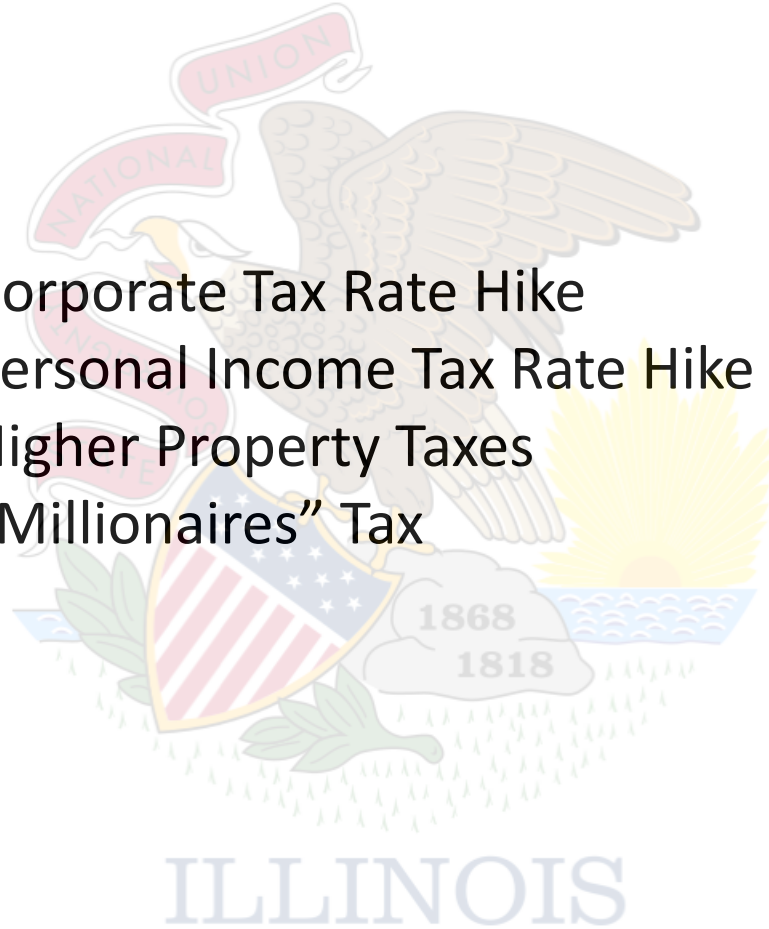 UNION
NATIONAL
orporate Tax Rate Hike
ersonal Income Tax Rate Hike
igher Property Taxes
Millionaires” Tax
1868
1818
ILLINOIS